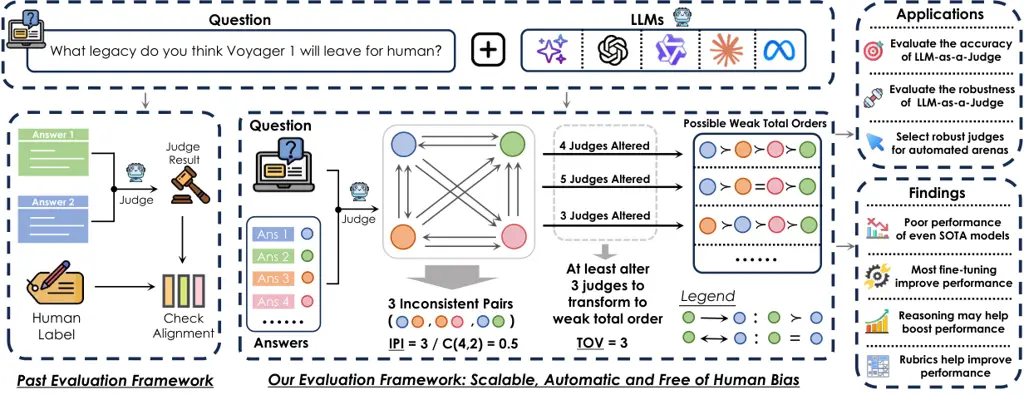 Question
What legacy do you think Voyager 1 will leave for human?
LLMs
Applications
Evaluate the accuracy
of LLM-as-a-Judge
Evaluate the robustness
of LLM-as-a-Judge
Select robust judges
for automated arenas
Answer 1
Answer 2
Judge
Judge
Result
Human
Label
Check
Alignment
Past Evaluation Framework
Question
Ans 1
Ans 2
Ans 3
Ans 4
......
Answers
Judge
3 Inconsistent Pairs
( , , )
IPI = 3 / C(4,2) = 0.5
4 Judges Altered
5 Judges Altered
3 Judges Altered
......
At least alter
3 judges to
transform to
weak total order
TOV = 3
Possible Weak Total Orders
≻ ≻ ≻
≻ = ≻
≻ ≻ ≻
......
Legend
: ≻
: =
Our Evaluation Framework: Scalable, Automatic and Free of Human Bias
Findings
Poor performance
of even SOTA models
Most fine-tuning
improve performance
Reasoning may help
boost performance
Rubrics help improve
performance